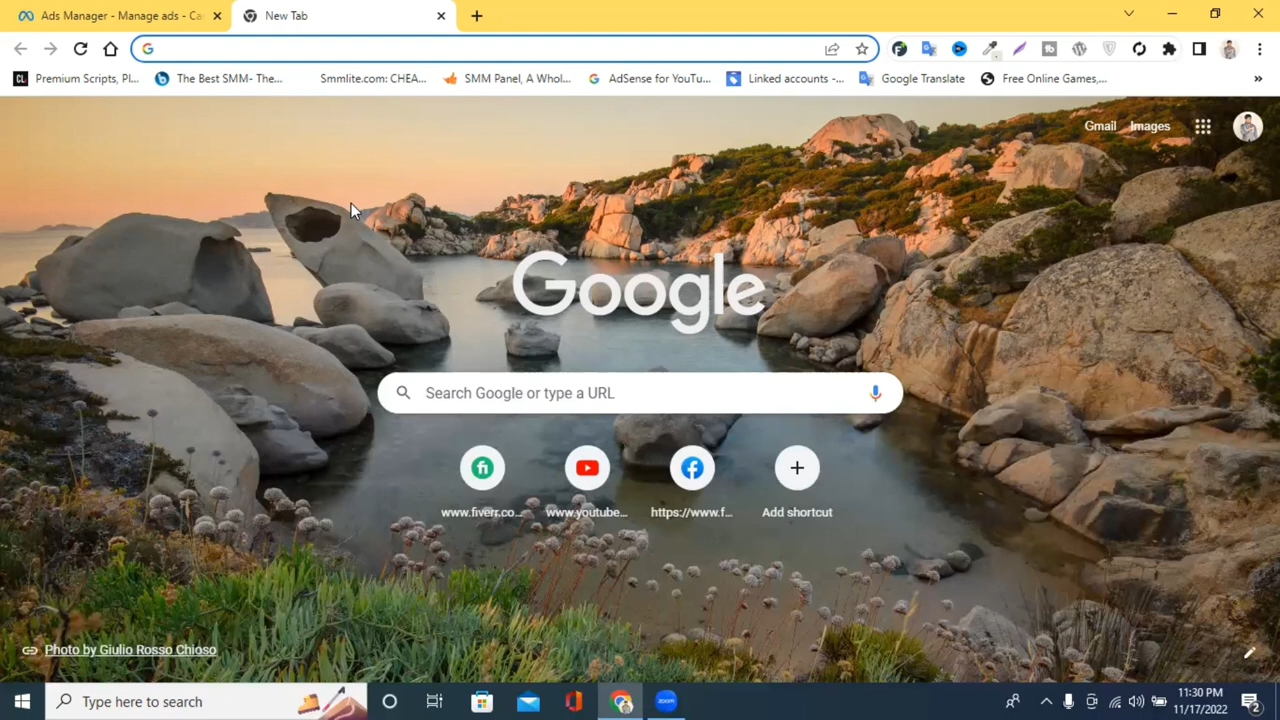 Ads Manager - Manage ads - Ca
New Tab
Premium Scripts, Pl...
The Best SMM- The...
Smmlite.com: CHEA...
SMM Panel, A Whol...
AdSense for YouTu...
Linked accounts -...
Google Translate
Free Online Games,...
Gmail
Images
Google
Search Google or type a URL
www.fiverr.co...
www.youtube...
https://www.f...
Add shortcut
Photo by Giulio Rosso Chioso
Type here to search
zoom
11:30 PM
11/17/2022
2